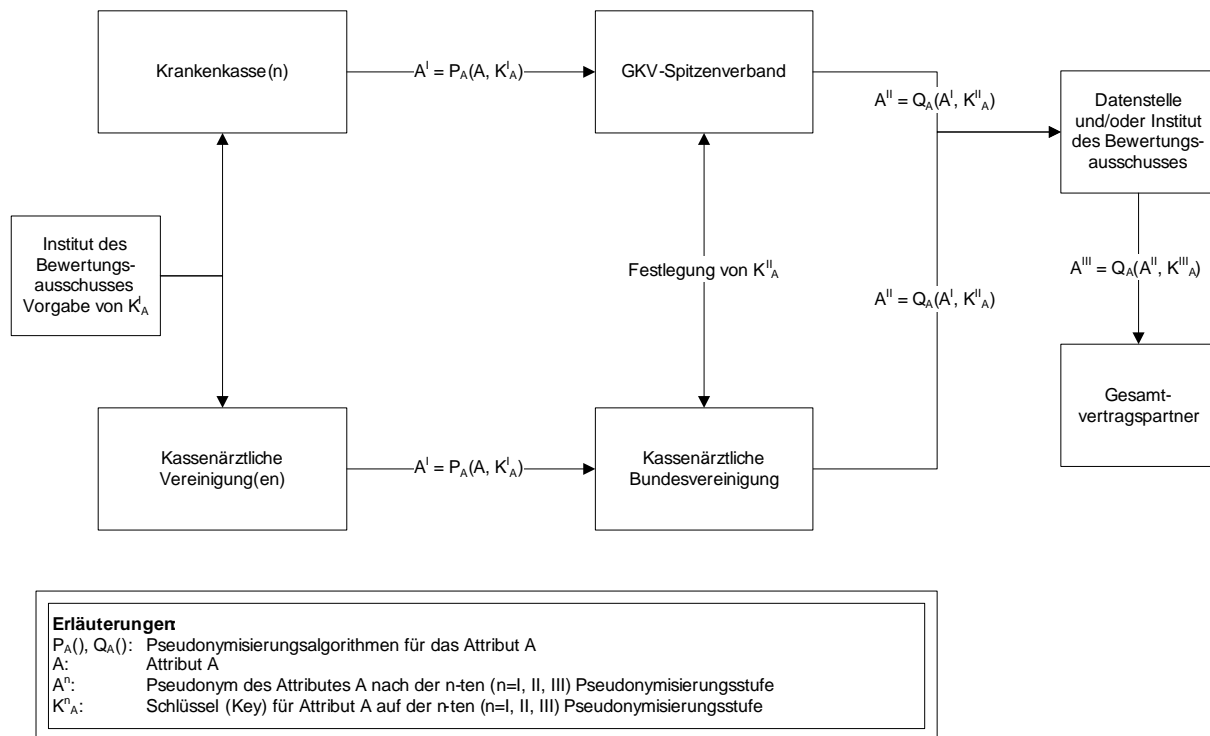 Krankenkasse(n)
A^I = P_A(A, K^I_A)
GKV-Spitzenverband
A^II = Q_A(A^I, K^II_A)
Datenstelle
und/oder Institut
des Bewertungs-
ausschusses
Institut des
Bewertungs-
ausschusses
Vorgabe von K^I_A
Festlegung von K^II_A
A^III = Q_A(A^II, K^III_A)
A^II = Q_A(A^I, K^II_A)
Gesamt-
vertragspartner
Kassenärztliche
Vereinigung(en)
A^I = P_A(A, K^I_A)
Kassenärztliche
Bundesvereinigung
Erläuterungen:
P_A(), Q_A(): Pseudonymisierungsalgorithmen für das Attribut A
A: Attribut A
A^n: Pseudonym des Attributes A nach der n-ten (n=I, II, III) Pseudonymisierungsstufe
K^n_A: Schlüssel (Key) für Attribut A auf der n-ten (n=I, II, III) Pseudonymisierungsstufe